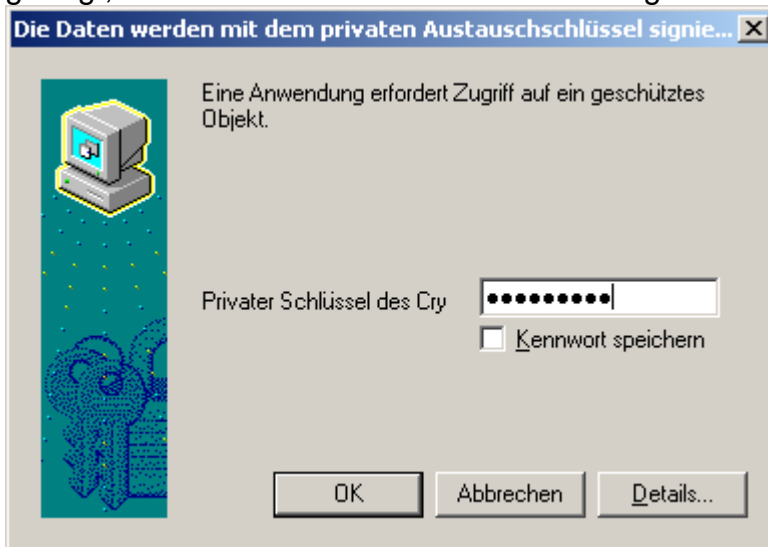 Die Daten werden mit dem privaten Austauschschlüssel signie...
Eine Anwendung erfordert Zugriff auf ein geschütztes
Objekt.
Privater Schlüssel des Cry
●●●●●●●●●
Kennwort speichern
OK
Abbrechen
Details...